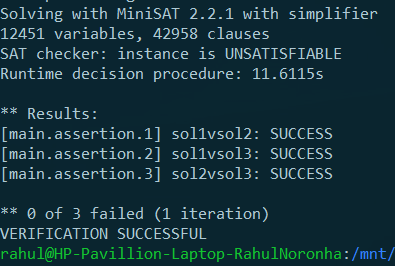 Solving with MiniSAT 2.2.1 with simplifier
12451 variables, 42958 clauses
SAT checker: instance is UNSATISFIABLE
Runtime decision procedure: 11.6115s
** Results:
[main.assertion.1] sol1vsol2: SUCCESS
[main.assertion.2] sol1vsol3: SUCCESS
[main.assertion.3] sol2vsol3: SUCCESS
** 0 of 3 failed (1 iteration)
VERIFICATION SUCCESSFUL
rahul@HP-Pavillion-Laptop-RahulNoronha:/mnt/